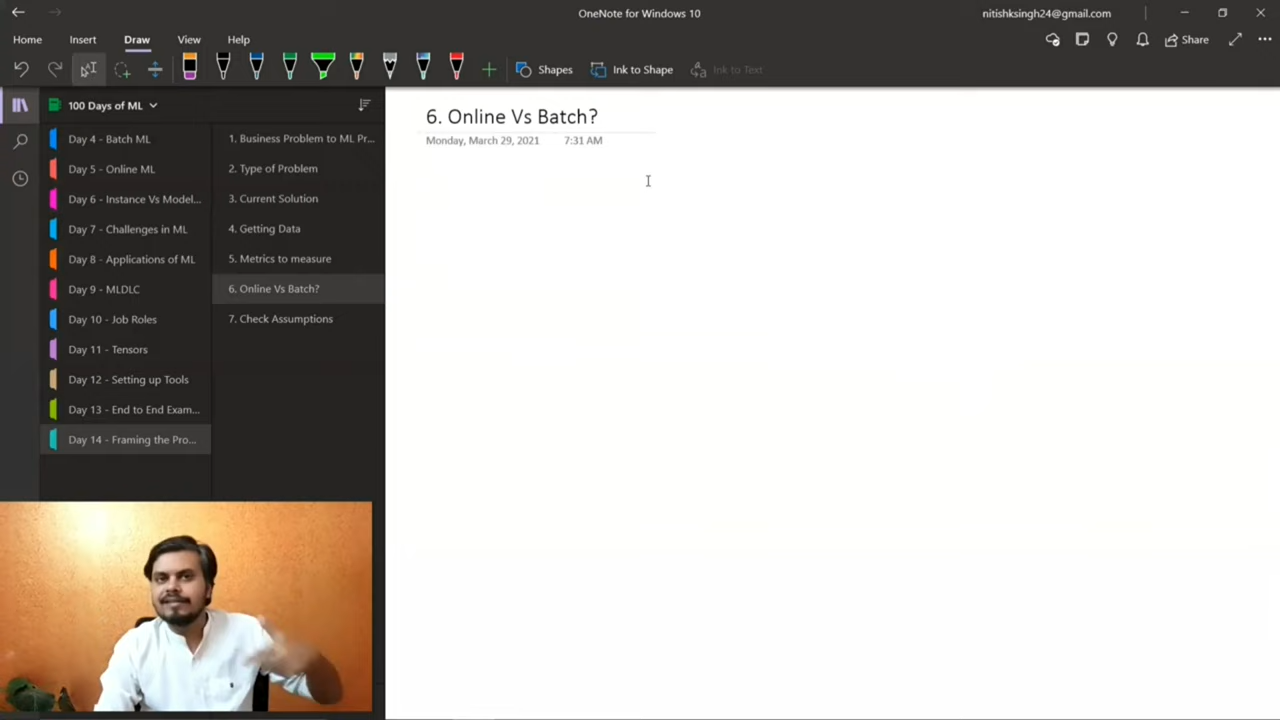 OneNote for Windows 10
nitishksingh24@gmail.com
Home
Insert
Draw
View
Help
Share
Shapes
Ink to Shape
Ink to Text
100 Days of ML
Day 4 - Batch ML
Day 5 - Online ML
Day 6 - Instance Vs Model...
Day 7 - Challenges in ML
Day 8 - Applications of ML
Day 9 - MLDLC
Day 10 - Job Roles
Day 11 - Tensors
Day 12 - Setting up Tools
Day 13 - End to End Exam...
Day 14 - Framing the Pro...
1. Business Problem to ML Pr...
2. Type of Problem
3. Current Solution
4. Getting Data
5. Metrics to measure
6. Online Vs Batch?
7. Check Assumptions
6. Online Vs Batch?
Monday, March 29, 2021 7:31 AM